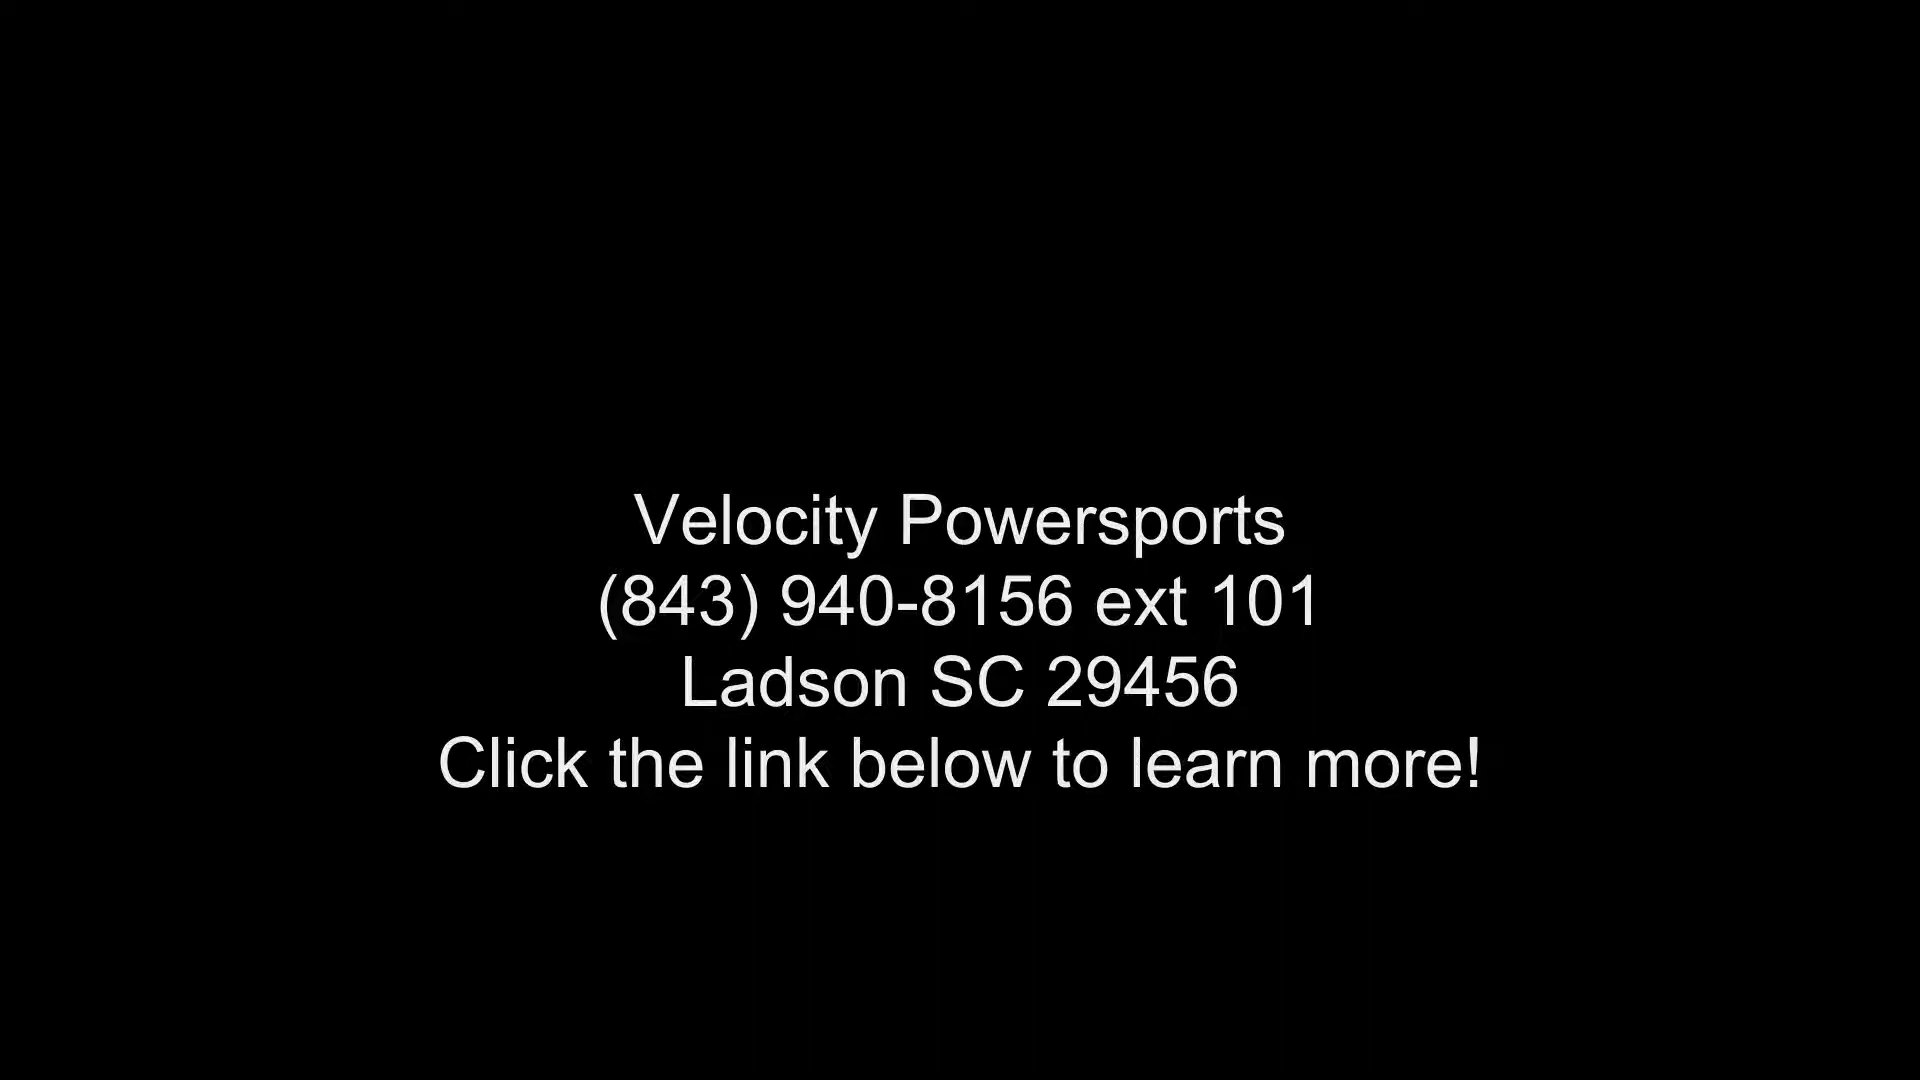 Velocity Powersports
(843) 940-8156 ext 101
Ladson SC 29456
Click the link below to learn more!